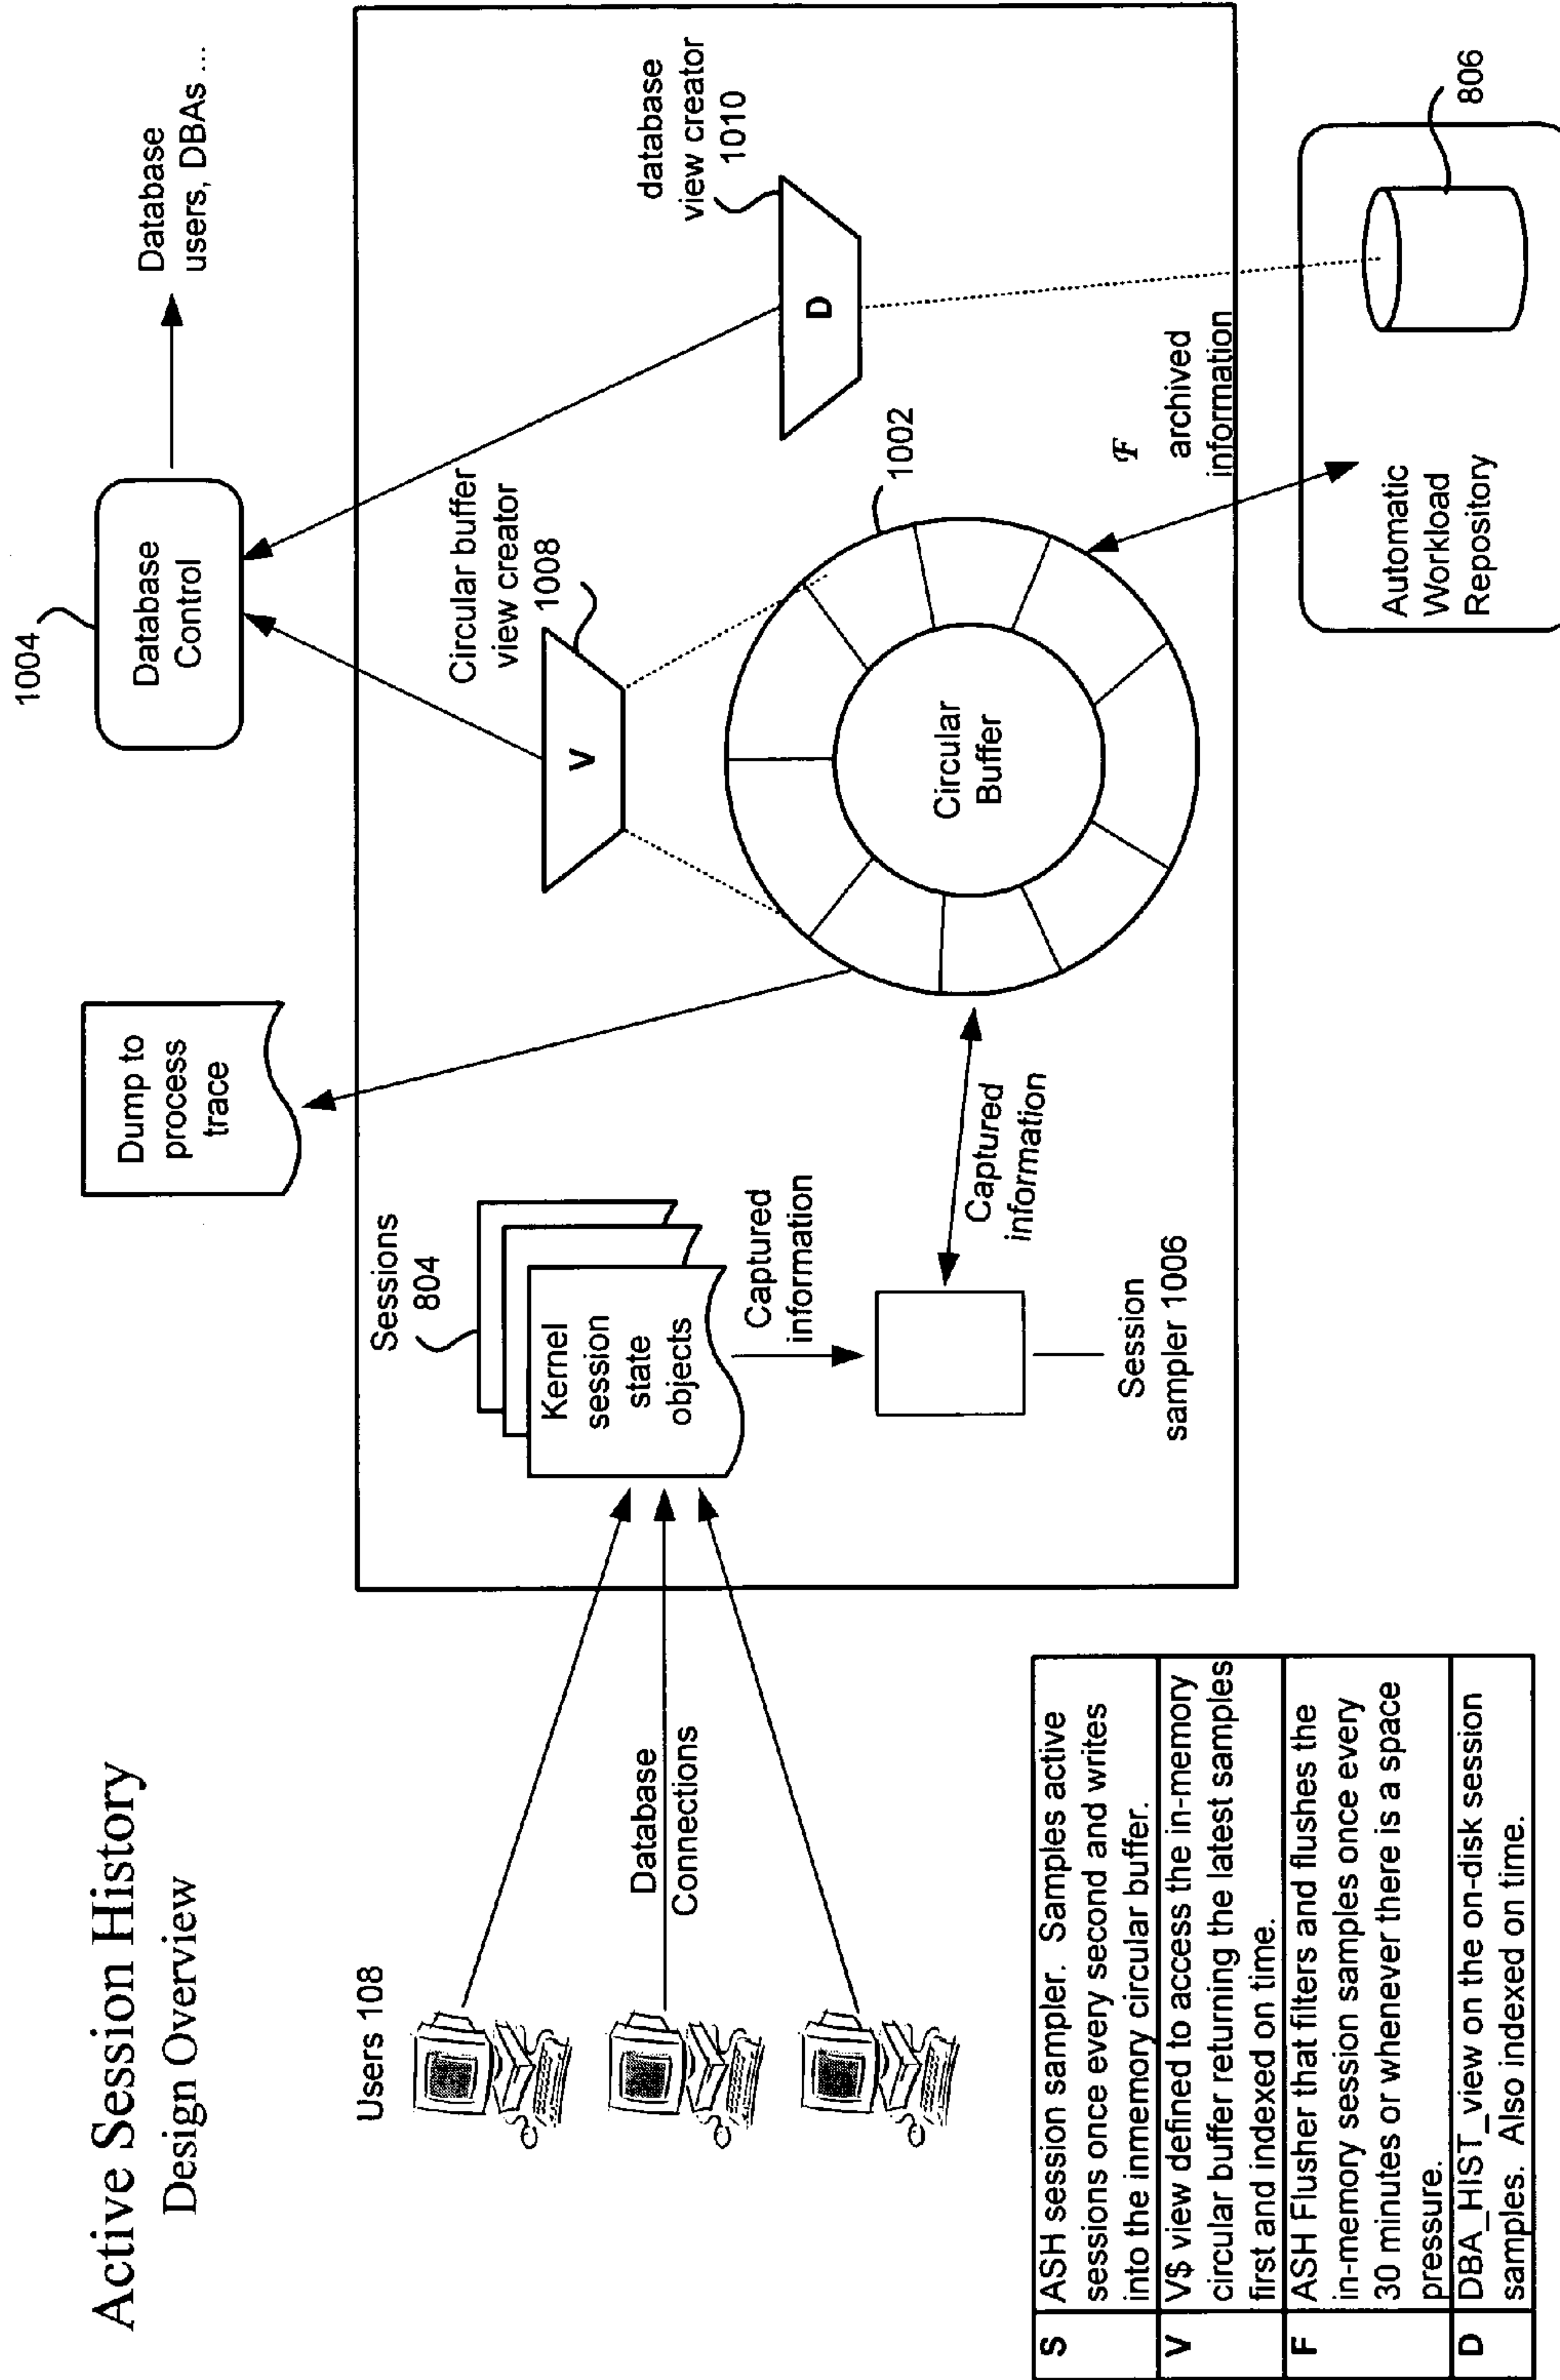 Active Session History
Design Overview
Users 108
Database
Connections
Sessions
804
Kernel
session
state
objects
Captured
information
Session
sampler 1006
Captured
information
Dump to
process
trace
1004
Database
Control
Database
users, DBAs ...
Circular buffer
view creator
1008
V
Circular
Buffer
1002
database
view creator
1010
D
F
archived
information
Automatic
Workload
Repository
806
S ASH session sampler. Samples active
sessions once every second and writes
into the inmemory circular buffer.
V V$ view defined to access the in-memory
circular buffer returning the latest samples
first and indexed on time.
F ASH Flusher that filters and flushes the
in-memory session samples once every
30 minutes or whenever there is a space
pressure.
D DBA_HIST_view on the on-disk session
samples. Also indexed on time.